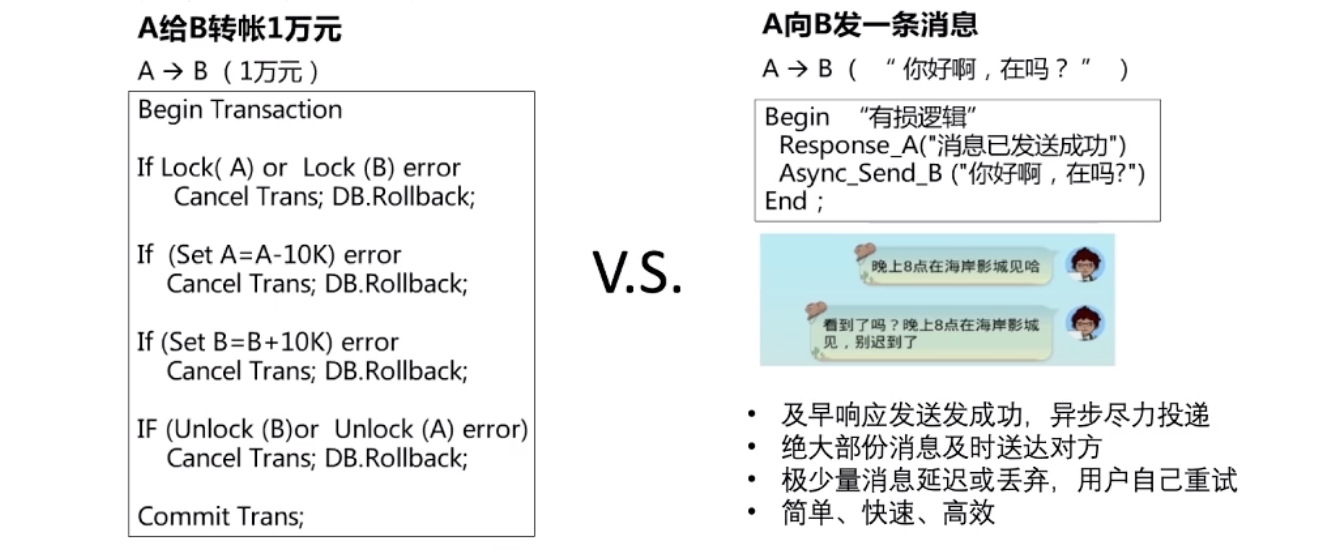 A给B转帐1万元
A → B （1万元）
Begin Transaction
If Lock( A) or Lock (B) error
Cancel Trans; DB.Rollback;
If (Set A=A-10K) error
Cancel Trans; DB.Rollback;
If (Set B=B+10K) error
Cancel Trans; DB.Rollback;
IF (Unlock (B)or Unlock (A) error)
Cancel Trans; DB.Rollback;
Commit Trans;
V.S.
A向B发一条消息
A → B （ “ 你好啊，在吗？ ” ）
Begin “有损逻辑”
Response_A("消息已发送成功")
Async_Send_B ("你好啊，在吗?")
End ；
晚上8点在海岸影城见哈
看到了吗？晚上8点在海岸影城
见，别迟到了
• 及早响应发送发成功，异步尽力投递
• 绝大部份消息及时送达对方
• 极少量消息延迟或丢弃，用户自己重试
• 简单、快速、高效